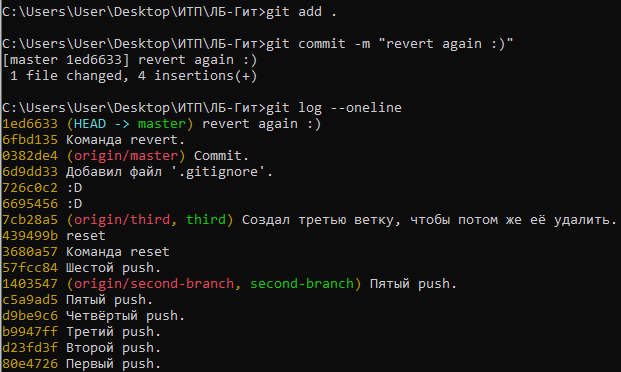 C:\Users\User\Desktop\ИТП\ЛБ-Гит>git add .
C:\Users\User\Desktop\ИТП\ЛБ-Гит>git commit -m "revert again :)"
[master 1ed6633] revert again :)
1 file changed, 4 insertions(+)
C:\Users\User\Desktop\ИТП\ЛБ-Гит>git log --oneline
1ed6633 (HEAD -> master) revert again :)
6fbd135 Команда revert.
0382de4 (origin/master) Commit.
6d9dd33 Добавил файл '.gitignore'.
726c0c2 :D
6695456 :D
7cb28a5 (origin/third, third) Создал третью ветку, чтобы потом же её удалить.
439499b reset
3680a57 Команда reset
57fcc84 Шестой push.
1403547 (origin/second-branch, second-branch) Пятый push.
c5a9ad5 Пятый push.
d9be9c6 Четвёртый push.
b9947ff Третий push.
d23fd3f Второй push.
80e4726 Первый push.